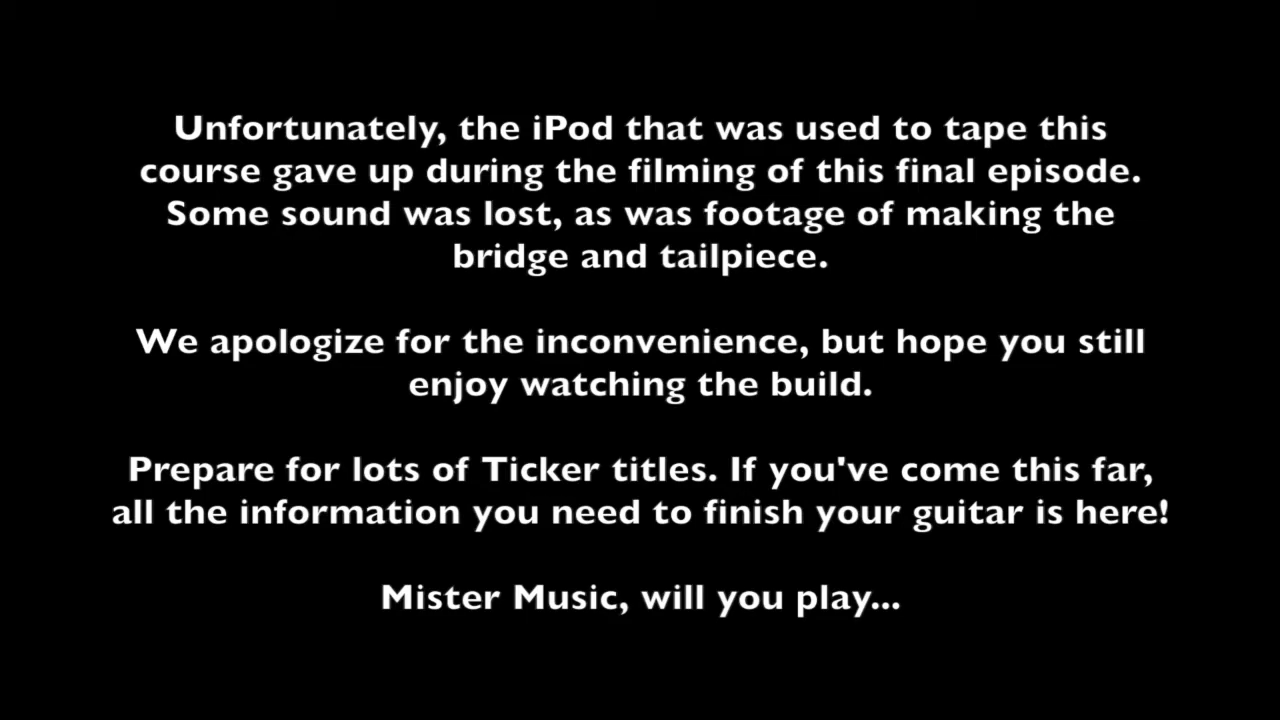 Unfortunately, the iPod that was used to tape this
course gave up during the filming of this final episode.
Some sound was lost, as was footage of making the
bridge and tailpiece.
We apologize for the inconvenience, but hope you still
enjoy watching the build.
Prepare for lots of Ticker titles. If you've come this far,
all the information you need to finish your guitar is here!
Mister Music, will you play...